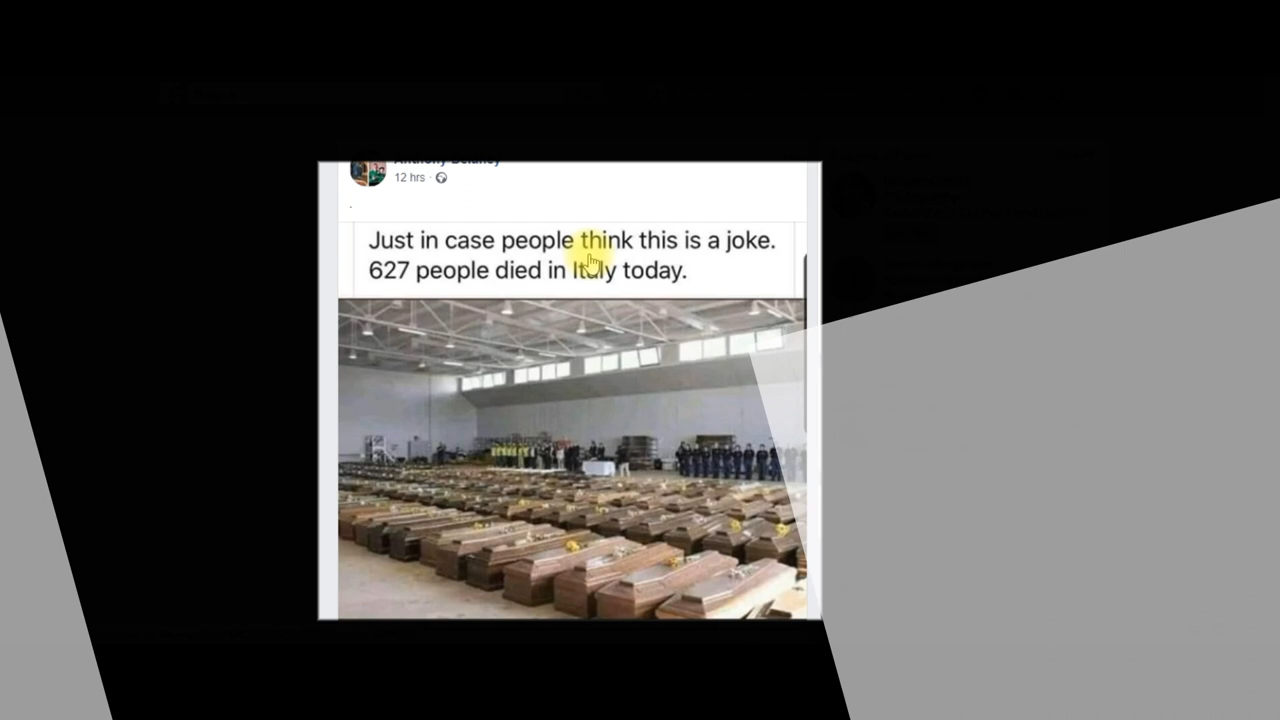 12 hrs ·
.
Just in case people think this is a joke.
627 people died in Italy today.